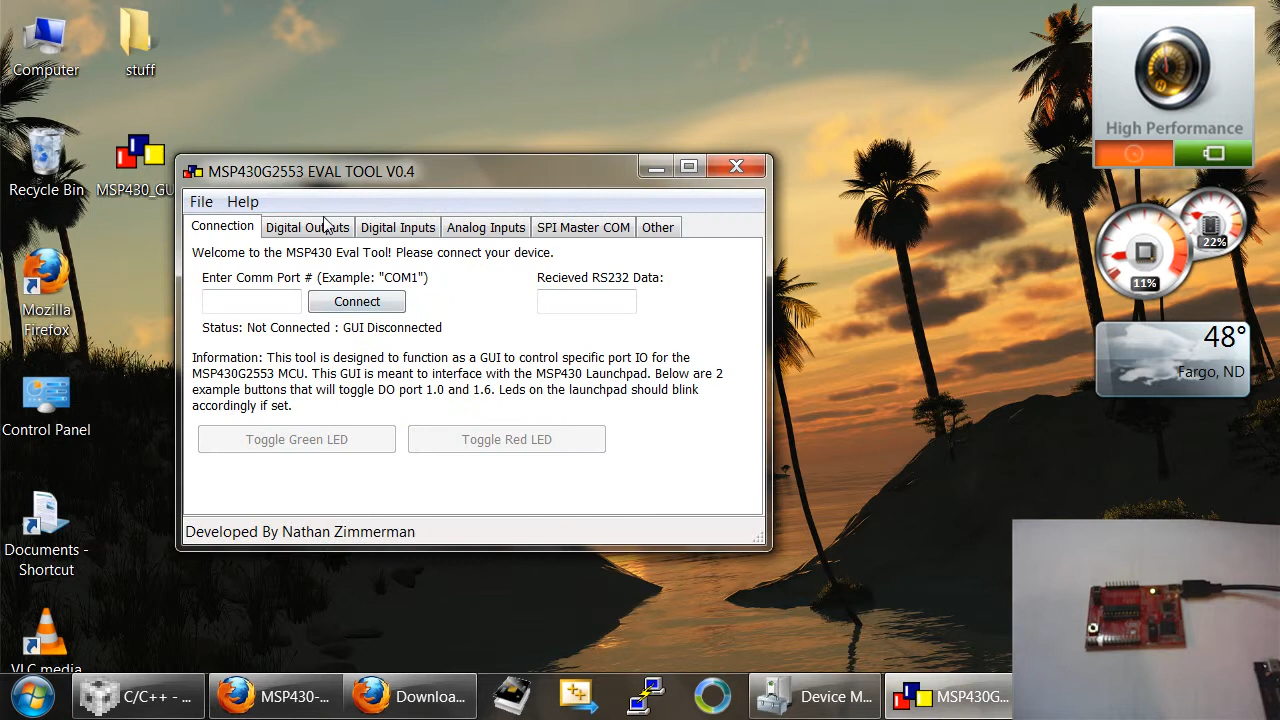 Computer
stuff
Recycle Bin
MSP430_GU
Mozilla
Firefox
Control Panel
Documents -
Shortcut
VLC media
MSP430G2553 EVAL TOOL V0.4
File Help
Connection Digital Outputs Digital Inputs Analog Inputs SPI Master COM Other
Welcome to the MSP430 Eval Tool! Please connect your device.
Enter Comm Port # (Example: "COM1")
Recieved RS232 Data:
Connect
Status: Not Connected : GUI Disconnected
Information: This tool is designed to function as a GUI to control specific port IO for the
MSP430G2553 MCU. This GUI is meant to interface with the MSP430 Launchpad. Below are 2
example buttons that will toggle DO port 1.0 and 1.6. Leds on the launchpad should blink
accordingly if set.
Toggle Green LED Toggle Red LED
Developed By Nathan Zimmerman
High Performance
22%
11%
48°
Fargo, ND
C/C++ - ... MSP430-... Downloa... Device M... MSP430G...